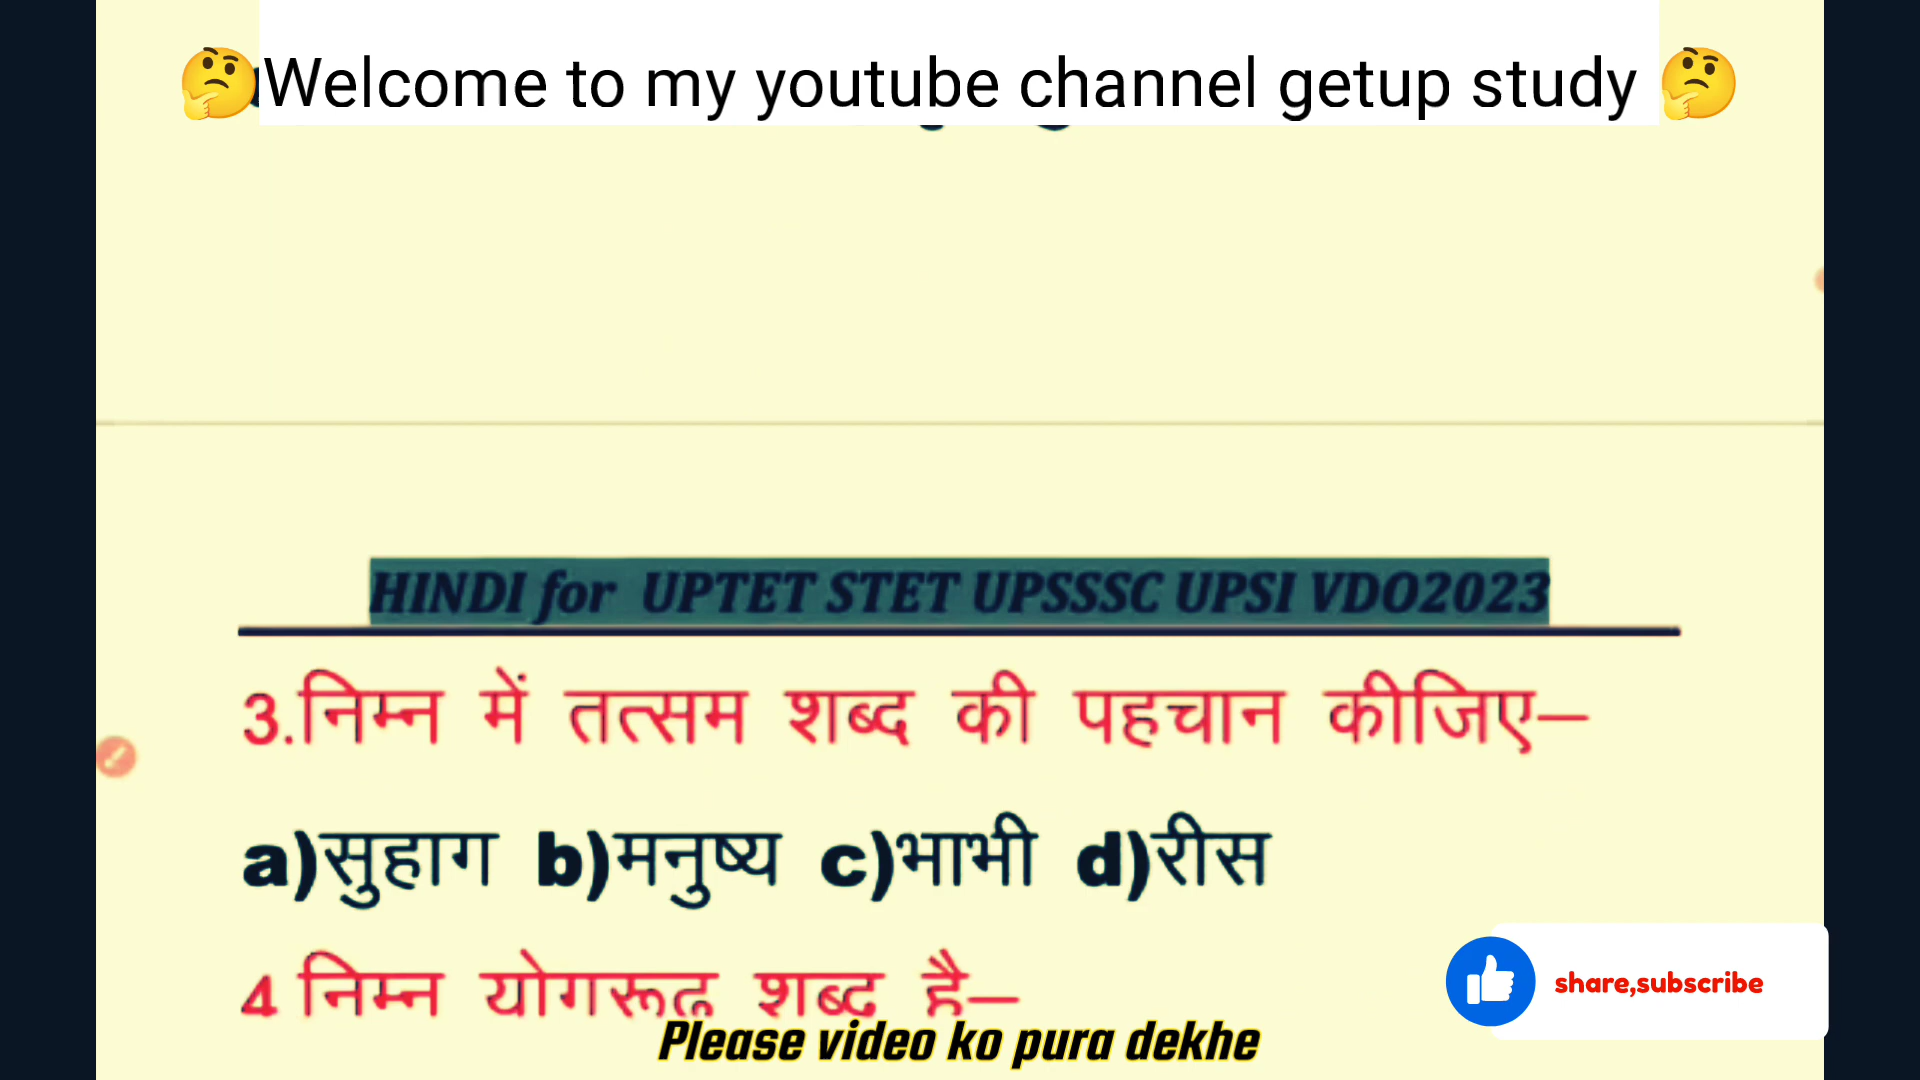 🤔Welcome to my youtube channel getup study 🤔
HINDI for UPTET STET UPSSSC UPSI VDO2023
3.निम्न में तत्सम शब्द की पहचान कीजिए–
a)सुहाग b)मनुष्य c)भाभी d)रीस
4 निम्न योगरूढ़ शब्द है–
share,subscribe
Please video ko pura dekhe